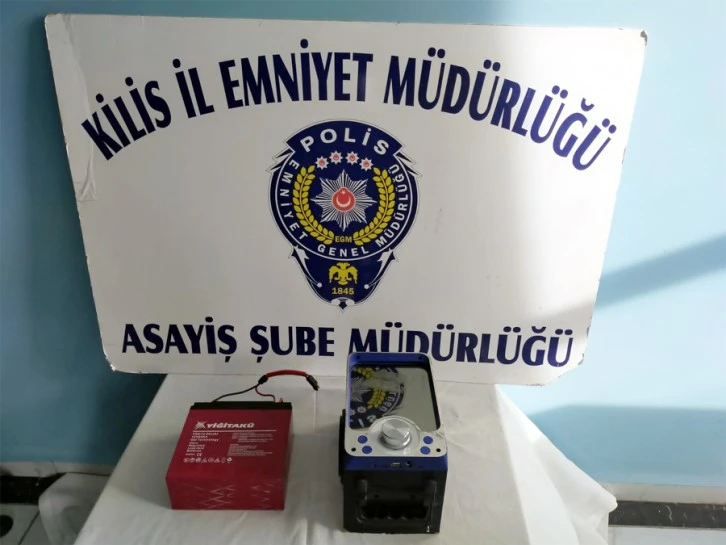 KİLİS İL EMNİYET MÜDÜRLÜĞÜ
POLİS
EMNİYET GENEL MÜDÜRLÜĞÜ
EGM
1845
ASAYİŞ ŞUBE MÜDÜRLÜĞÜ
YİĞİTAKÜ